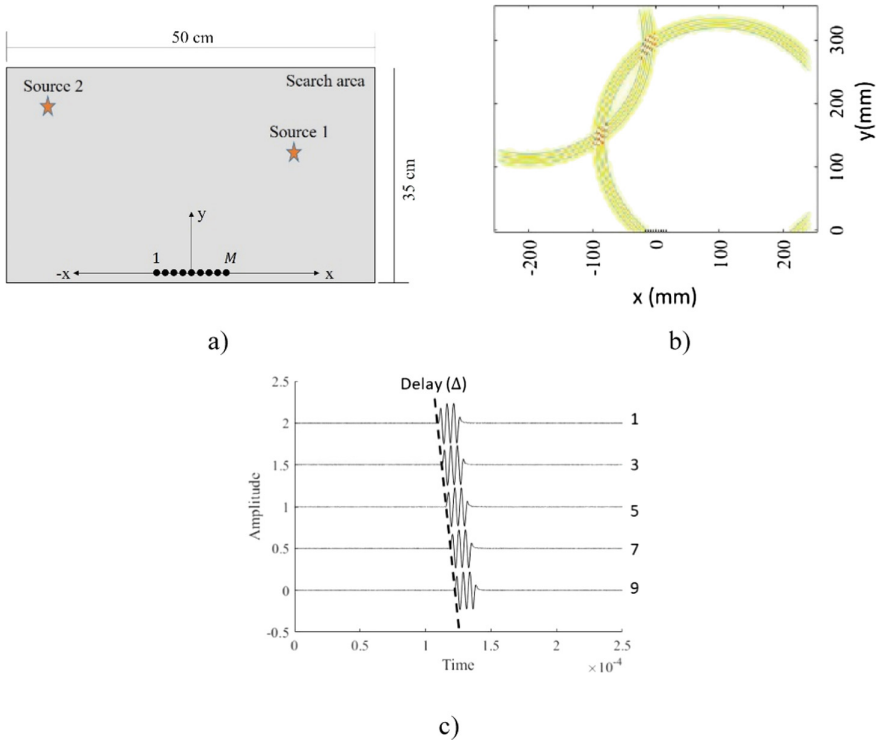 50 cm
Source 2
Search area
Source 1
35 cm
y
1
M
-x
x
a)
300
200
100
0
y(mm)
-200
-100
0
100
200
x (mm)
b)
Delay (Δ)
2.5
2
1.5
1
0.5
0
-0.5
Amplitude
1
3
5
7
9
0
0.5
1
1.5
2
2.5
Time
×10⁻⁴
c)